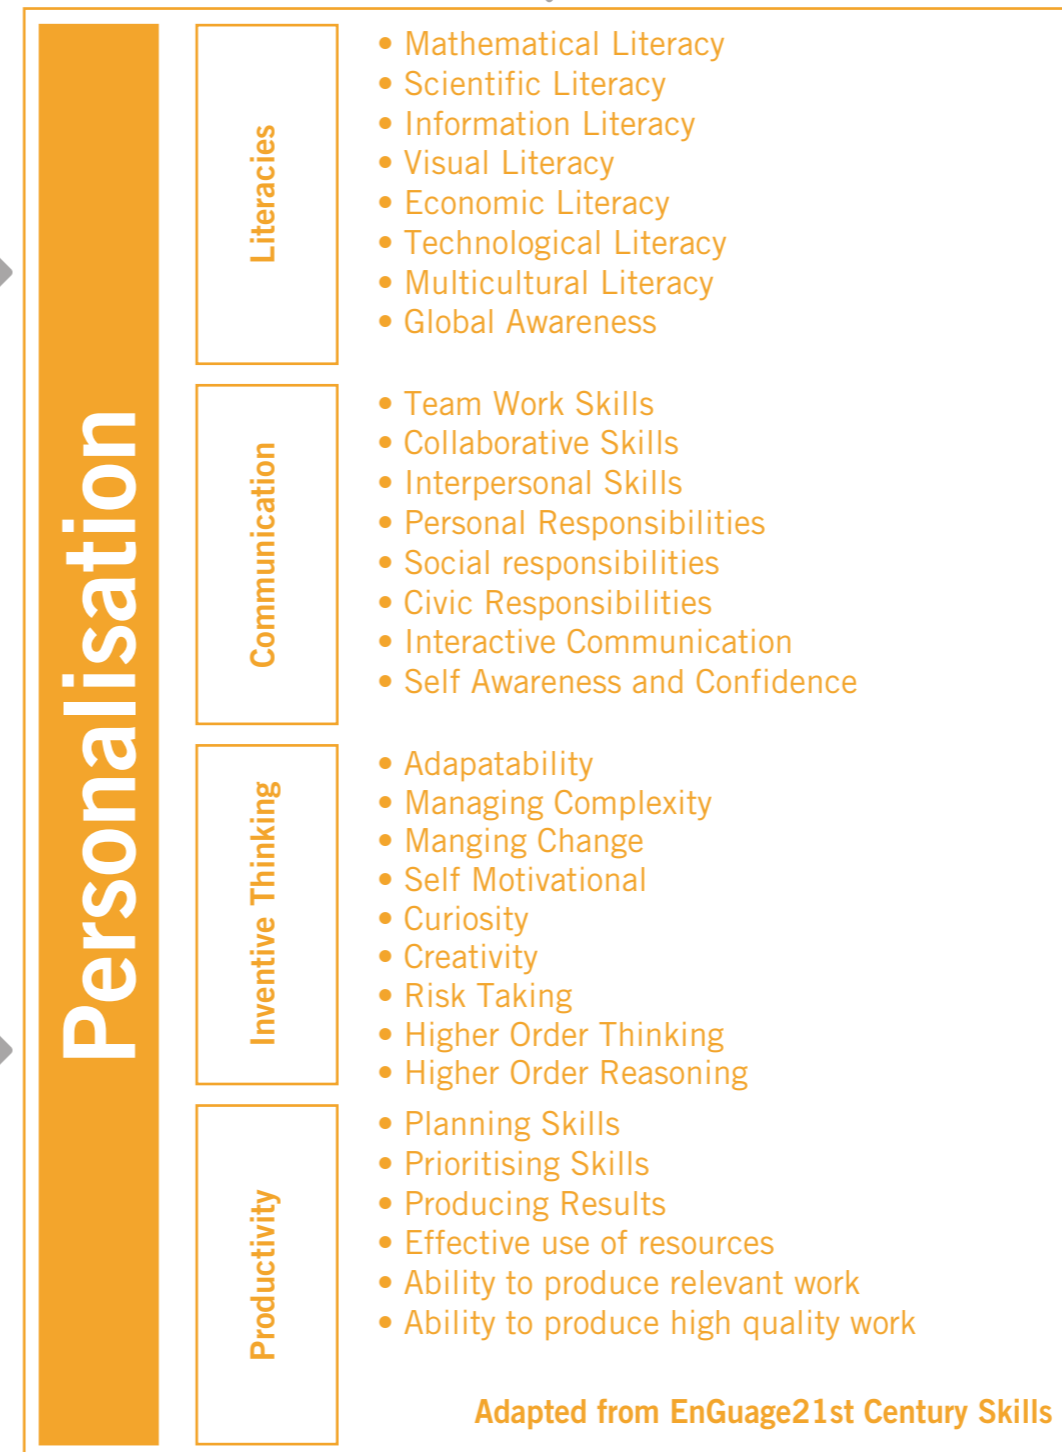 Personalisation
Literacies
• Mathematical Literacy
• Scientific Literacy
• Information Literacy
• Visual Literacy
• Economic Literacy
• Technological Literacy
• Multicultural Literacy
• Global Awareness
Communication
• Team Work Skills
• Collaborative Skills
• Interpersonal Skills
• Personal Responsibilities
• Social responsibilities
• Civic Responsibilities
• Interactive Communication
• Self Awareness and Confidence
Inventive Thinking
• Adapatability
• Managing Complexity
• Manging Change
• Self Motivational
• Curiosity
• Creativity
• Risk Taking
• Higher Order Thinking
• Higher Order Reasoning
Productivity
• Planning Skills
• Prioritising Skills
• Producing Results
• Effective use of resources
• Ability to produce relevant work
• Ability to produce high quality work
Adapted from EnGuage21st Century Skills